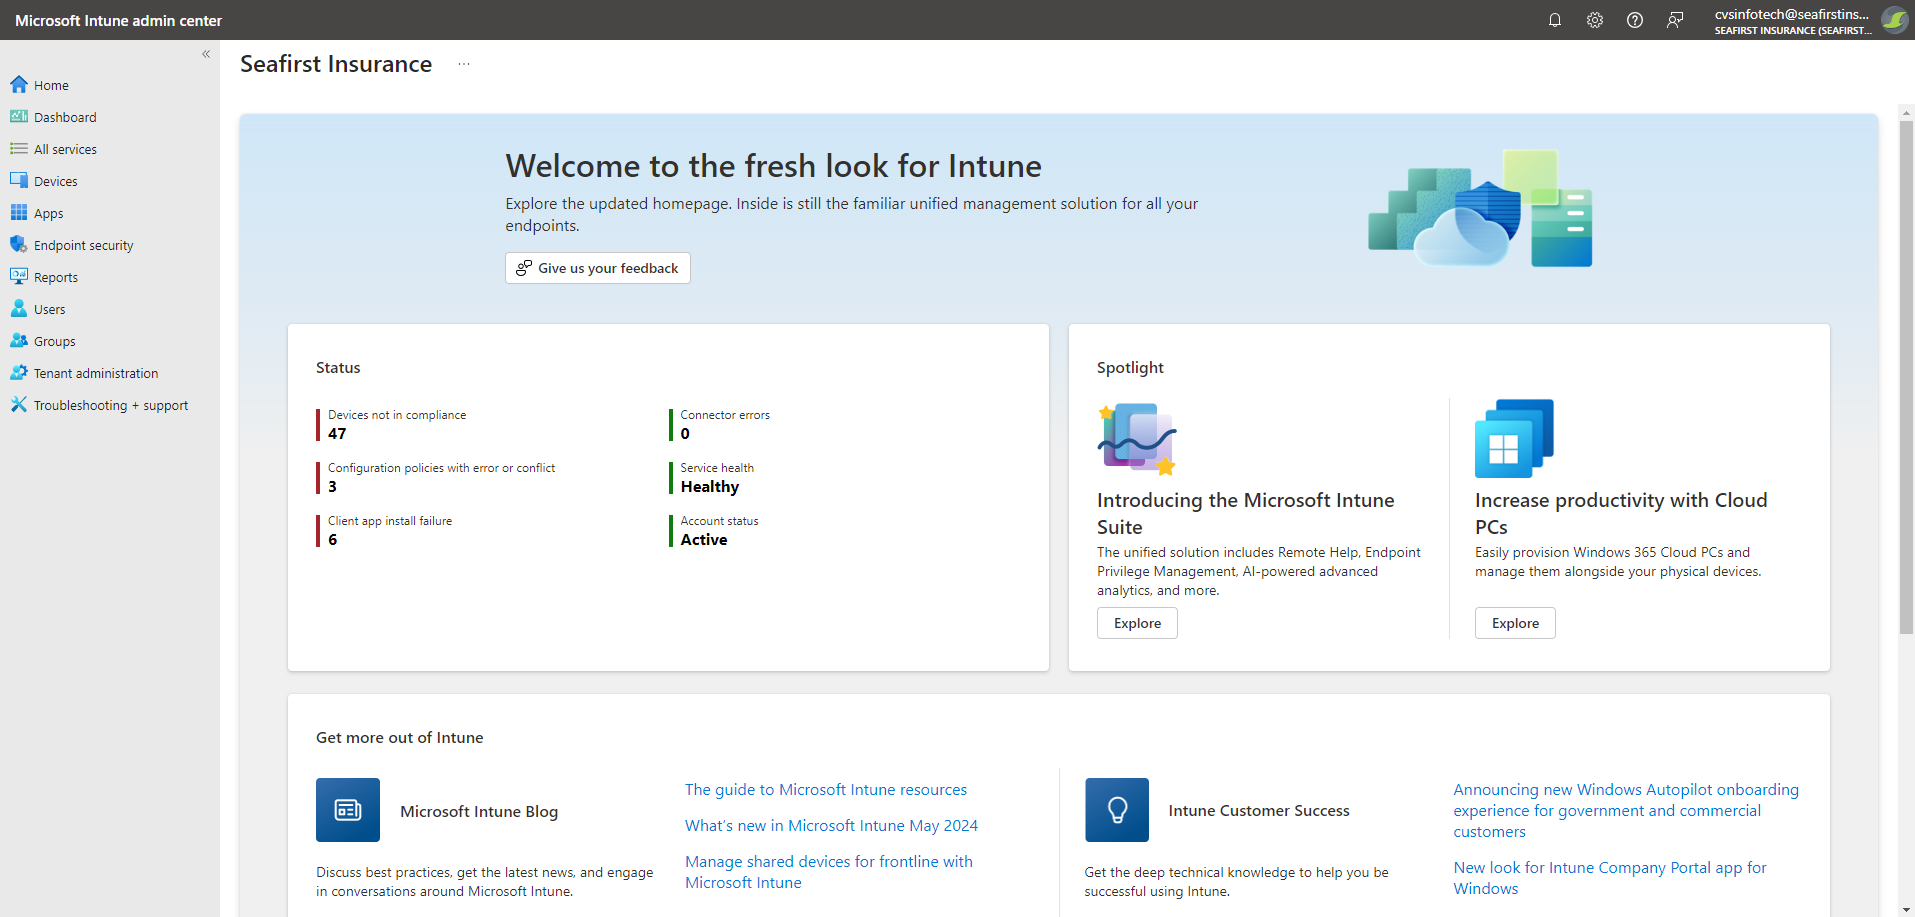 Microsoft Intune admin center
cvsinfotech@seafirstins...
SEAFIRST INSURANCE (SEAFIRST...
Home
Dashboard
All services
Devices
Apps
Endpoint security
Reports
Users
Groups
Tenant administration
Troubleshooting + support
Seafirst Insurance ...
Welcome to the fresh look for Intune
Explore the updated homepage. Inside is still the familiar unified management solution for all your
endpoints.
Give us your feedback
Status
Devices not in compliance
47
Configuration policies with error or conflict
3
Client app install failure
6
Connector errors
0
Service health
Healthy
Account status
Active
Spotlight
Introducing the Microsoft Intune
Suite
The unified solution includes Remote Help, Endpoint
Privilege Management, AI-powered advanced
analytics, and more.
Explore
Increase productivity with Cloud
PCs
Easily provision Windows 365 Cloud PCs and
manage them alongside your physical devices.
Explore
Get more out of Intune
Microsoft Intune Blog
Discuss best practices, get the latest news, and engage
in conversations around Microsoft Intune.
The guide to Microsoft Intune resources
What's new in Microsoft Intune May 2024
Manage shared devices for frontline with
Microsoft Intune
Intune Customer Success
Get the deep technical knowledge to help you be
successful using Intune.
Announcing new Windows Autopilot onboarding
experience for government and commercial
customers
New look for Intune Company Portal app for
Windows